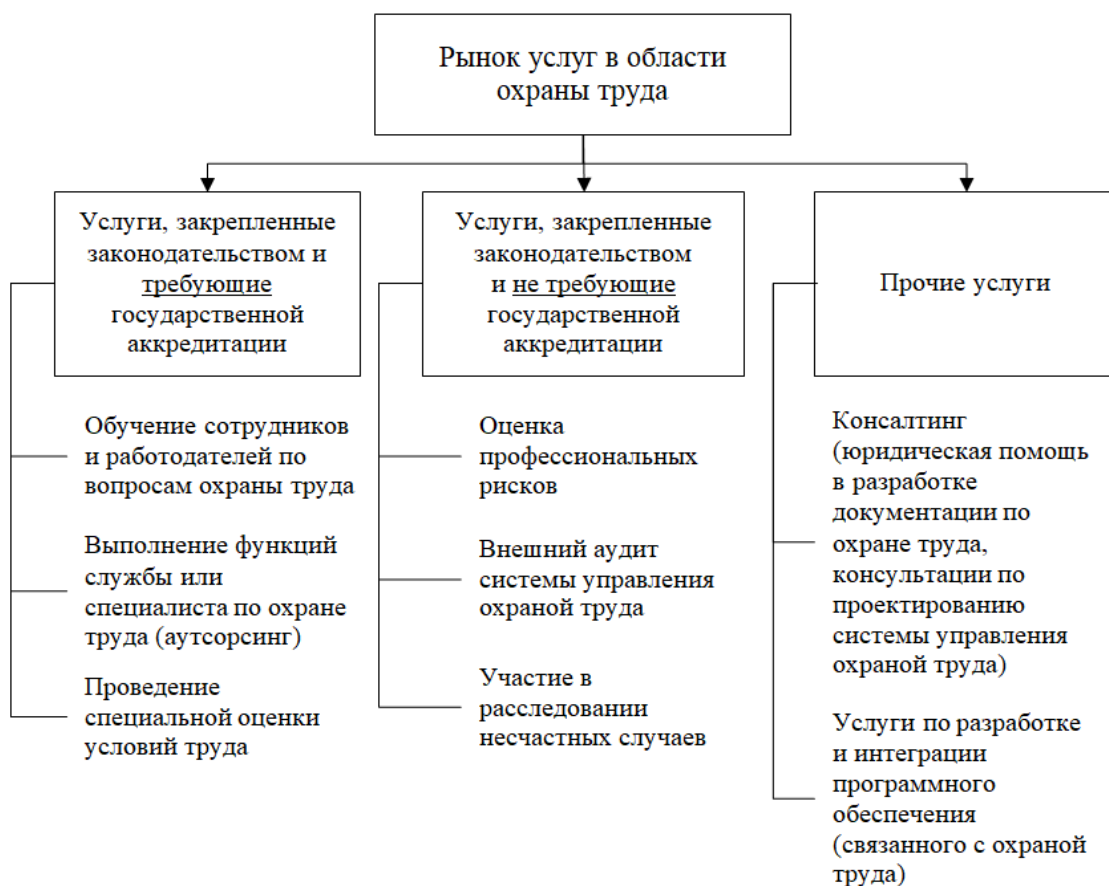 Рынок услуг в области
охраны труда
Услуги, закрепленные
законодательством и
требующие
государственной
аккредитации
Обучение сотрудников
и работодателей по
вопросам охраны труда
Выполнение функций
службы или
специалиста по охране
труда (аутсорсинг)
Проведение
специальной оценки
условий труда
Услуги, закрепленные
законодательством
и не требующие
государственной
аккредитации
Оценка
профессиональных
рисков
Внешний аудит
системы управления
охраной труда
Участие в
расследовании
несчастных случаев
Прочие услуги
Консалтинг
(юридическая помощь
в разработке
документации по
охране труда,
консультации по
проектированию
системы управления
охраной труда)
Услуги по разработке
и интеграции
программного
обеспечения
(связанного с охраной
труда)